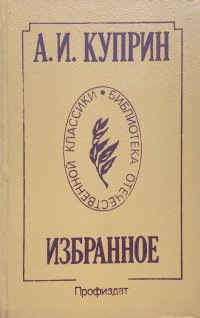 А.И. КУПРИН
БИБЛИОТЕКА ОТЕЧЕСТВЕННОЙ КЛАССИКИ •
ИЗБРАННОЕ
Профиздат